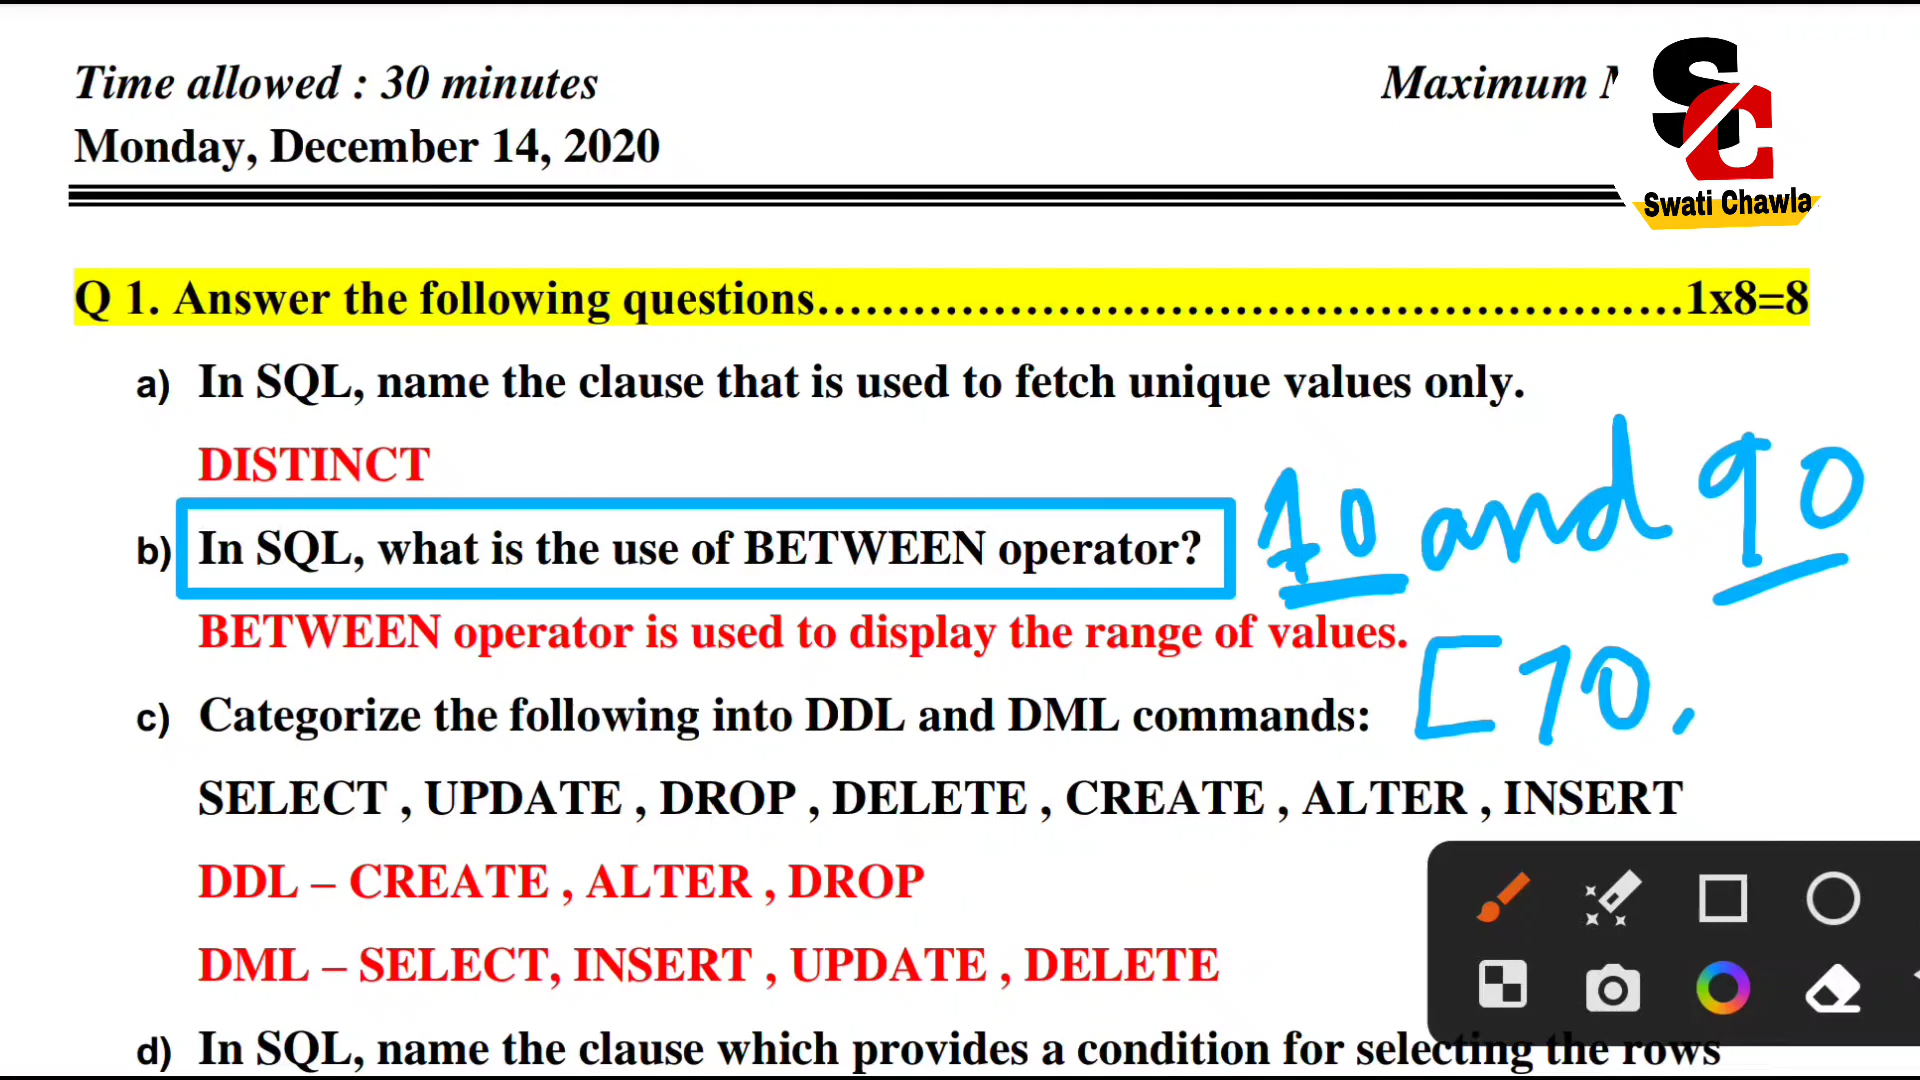 Time allowed : 30 minutes
Maximum
Monday, December 14, 2020
SC
Swati Chawla
Q 1. Answer the following questions……………………………………………….1x8=8
a) In SQL, name the clause that is used to fetch unique values only.
DISTINCT
70 and 90
b) In SQL, what is the use of BETWEEN operator?
BETWEEN operator is used to display the range of values.
[70,
c) Categorize the following into DDL and DML commands:
SELECT , UPDATE , DROP , DELETE , CREATE , ALTER , INSERT
DDL – CREATE , ALTER , DROP
DML – SELECT, INSERT , UPDATE , DELETE
d) In SQL, name the clause which provides a condition for selecting the rows